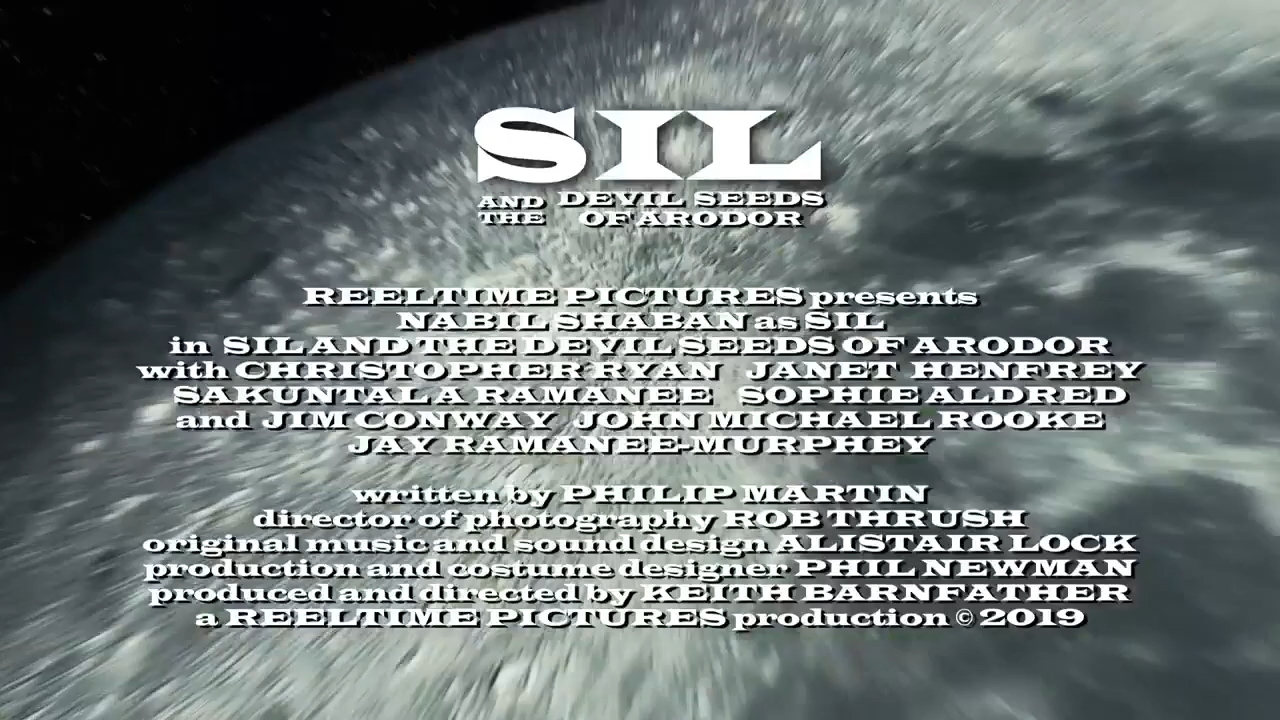 SIL
AND THE DEVIL SEEDS OF ARODOR
REELTIME PICTURES presents
NABIL SHABAN as SIL
in SIL AND THE DEVIL SEEDS OF ARODOR
with CHRISTOPHER RYAN JANET HENFREY
SAKUNTALA RAMANEE SOPHIE ALDRED
and JIM CONWAY JOHN MICHAEL ROOKE
JAY RAMANEE-MURPHEY
written by PHILIP MARTIN
director of photography ROB THRUSH
original music and sound design ALISTAIR LOCK
production and costume designer PHIL NEWMAN
produced and directed by KEITH BARNFATHER
a REELTIME PICTURES production © 2019